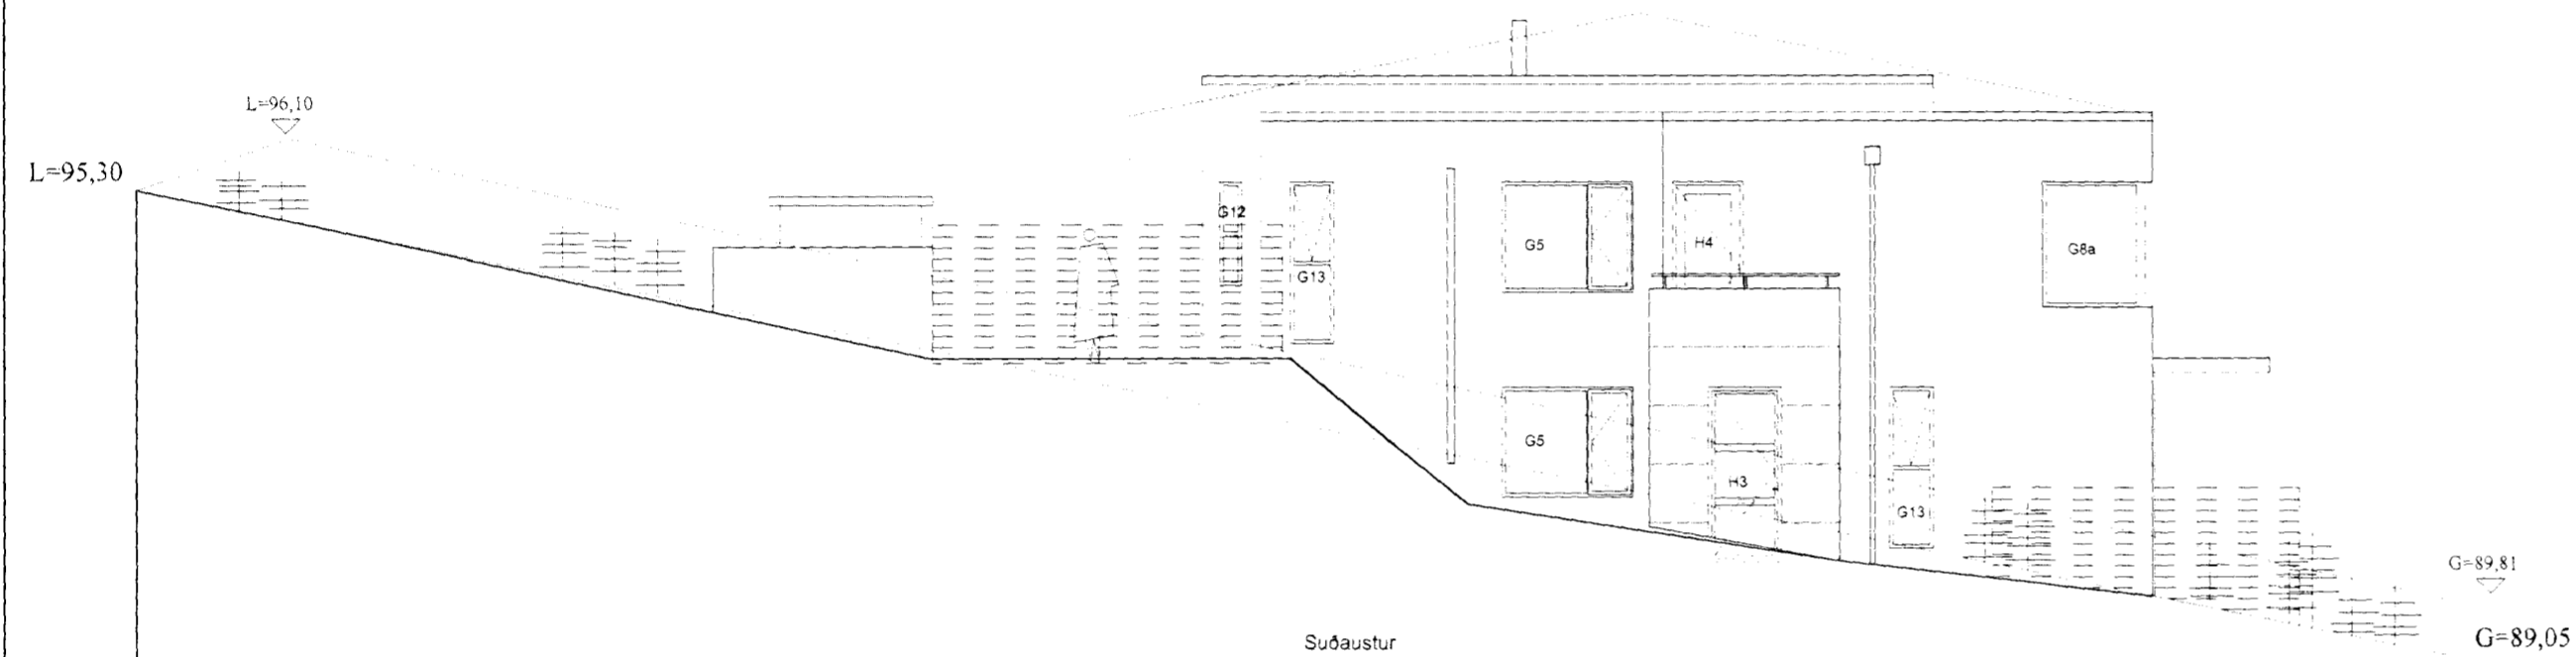 L=96,10
L=95,30
G12
G13
G5
H4
G8a
G5
H3
G13
G=89,81
G=89,05
Suðaustur